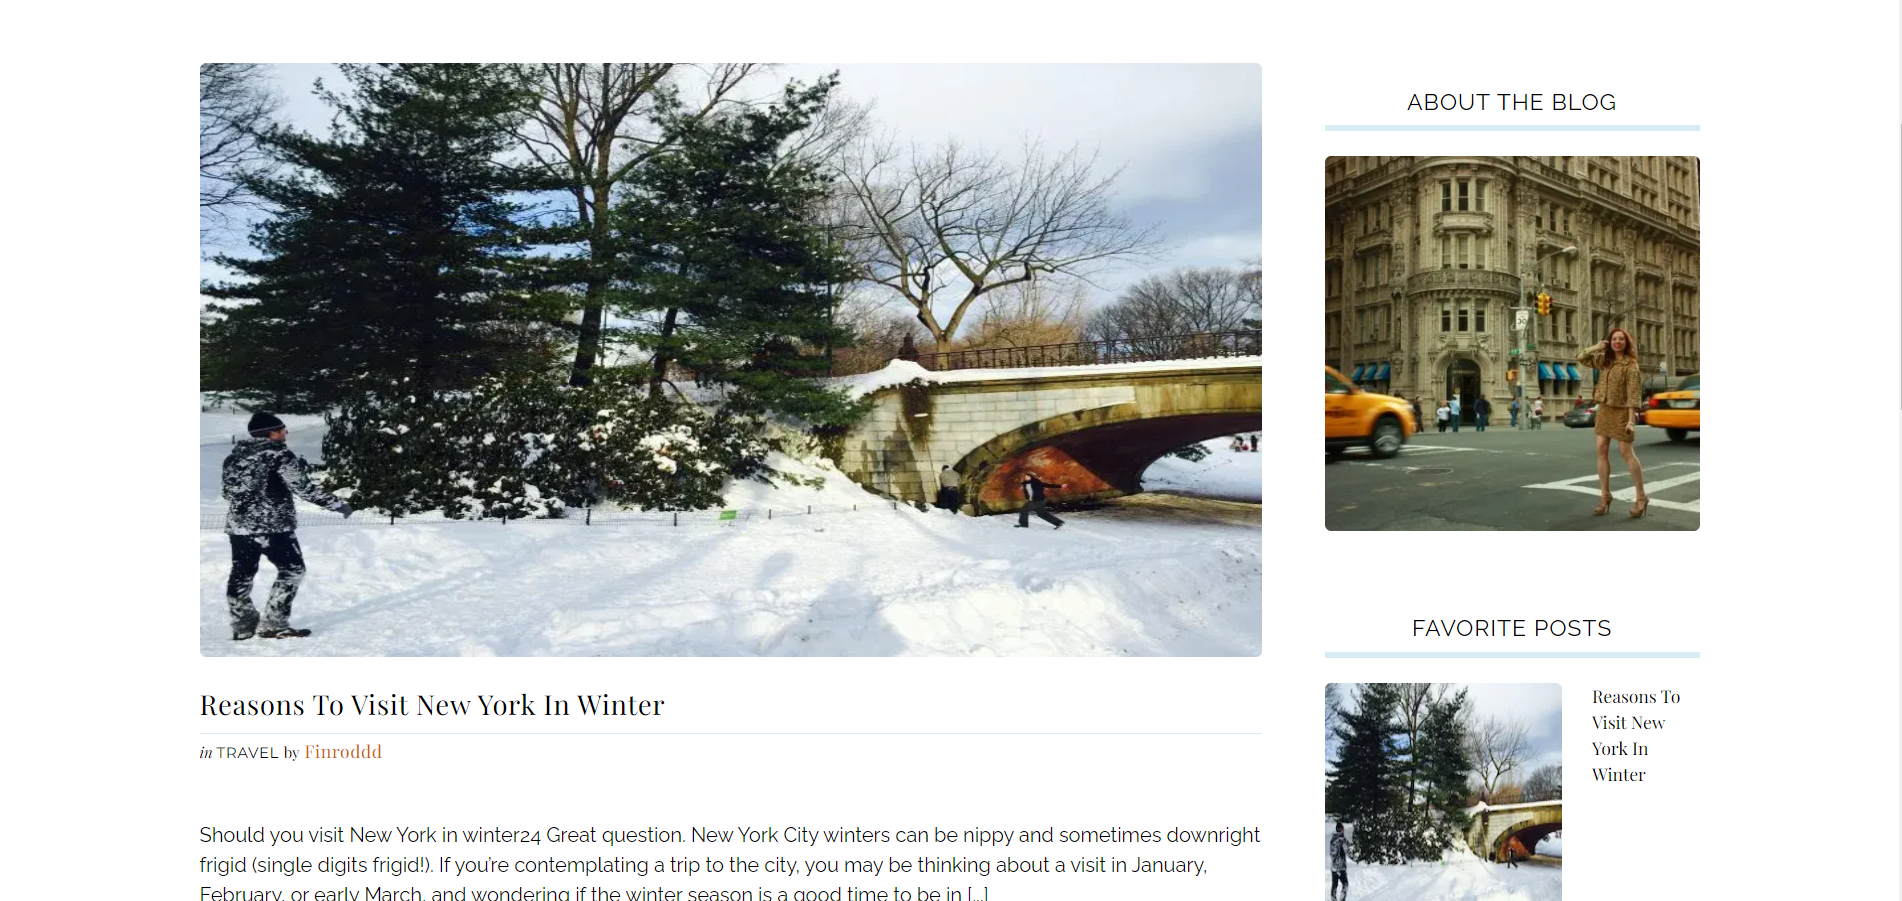 Reasons To Visit New York In Winter
in TRAVEL by Finroddd
Should you visit New York in winter24 Great question. New York City winters can be nippy and sometimes downright
frigid (single digits frigid!). If you’re contemplating a trip to the city, you may be thinking about a visit in January,
February, or early March, and wondering if the winter season is a good time to be in [...]
ABOUT THE BLOG
30
FAVORITE POSTS
Reasons To
Visit New
York In
Winter